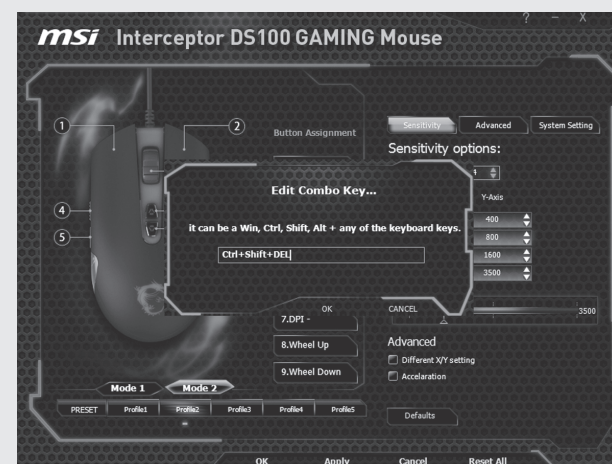 ? – X
msi Interceptor DS100 GAMING Mouse
1
2
4
5
Button Assignment
Sensitivity
Advanced
System Setting
Sensitivity options:
4
Y-Axis
400
800
1600
3500
3500
Edit Combo Key...
it can be a Win, Ctrl, Shift, Alt + any of the keyboard keys.
Ctrl+Shift+DEL
OK
CANCEL
7.DPI -
8.Wheel Up
9.Wheel Down
Advanced
Different X/Y setting
Accelaration
Defaults
Mode 1
Mode 2
PRESET
Profile1
Profile2
Profile3
Profile4
Profile5
OK
Apply
Cancel
Reset All